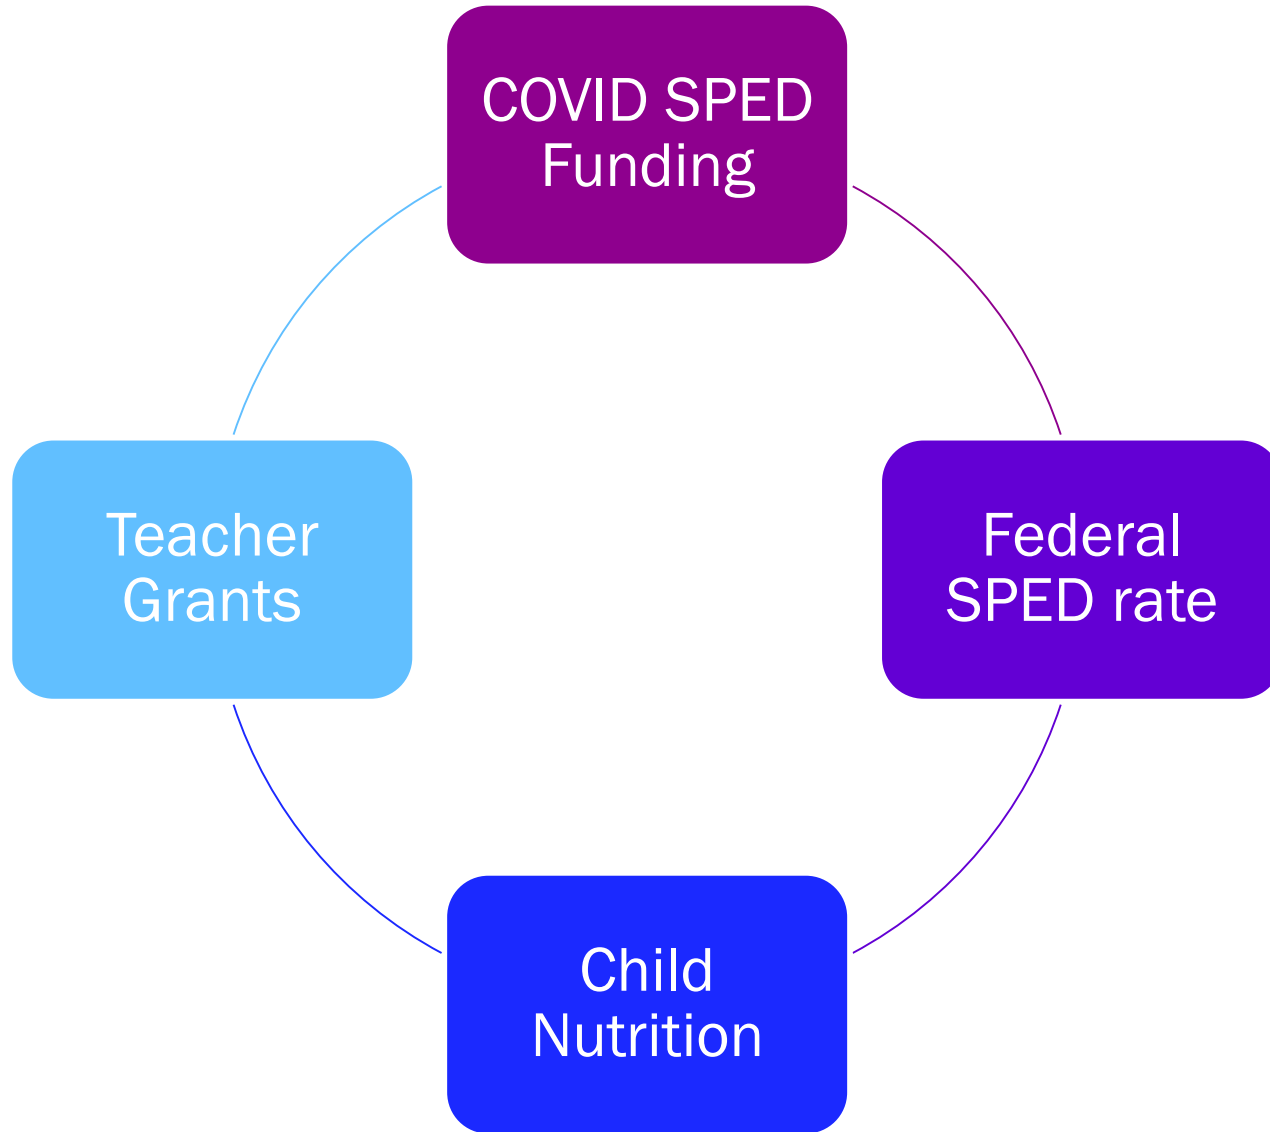 COVID SPED
Funding
Teacher
Grants
Federal
SPED rate
Child
Nutrition